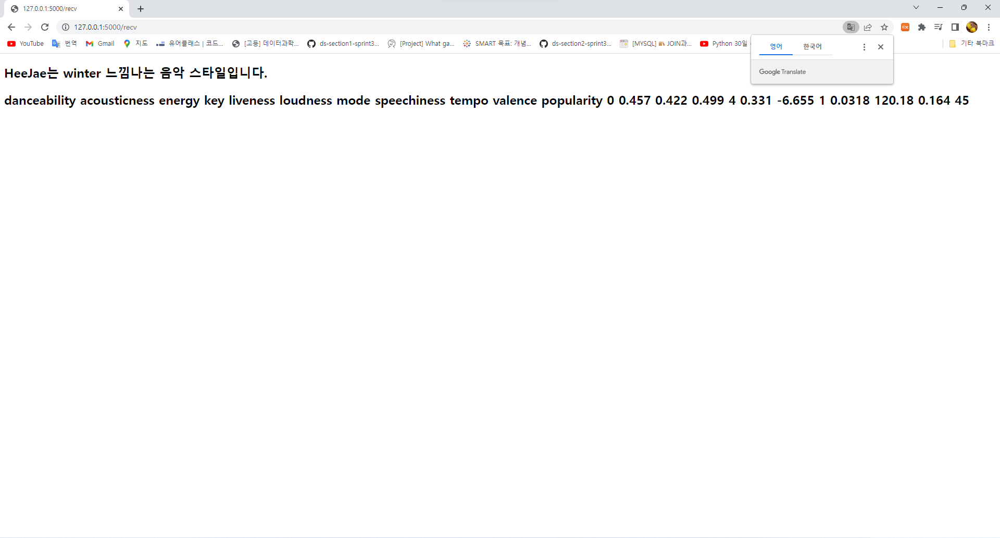 127.0.0.1:5000/recv
127.0.0.1:5000/recv
YouTube 번역 Gmail 지도 유어클래스 | 코드... [고등] 데이터과학... ds-section1-sprint3... [Project] What ga... SMART 목표: 개념... ds-section2-sprint3... [MYSQL] JOIN과... Python 30일 기타 북마크
영어 한국어
Google Translate
HeeJae는 winter 느낌나는 음악 스타일입니다.
danceability acousticness energy key liveness loudness mode speechiness tempo valence popularity 0 0.457 0.422 0.499 4 0.331 -6.655 1 0.0318 120.18 0.164 45